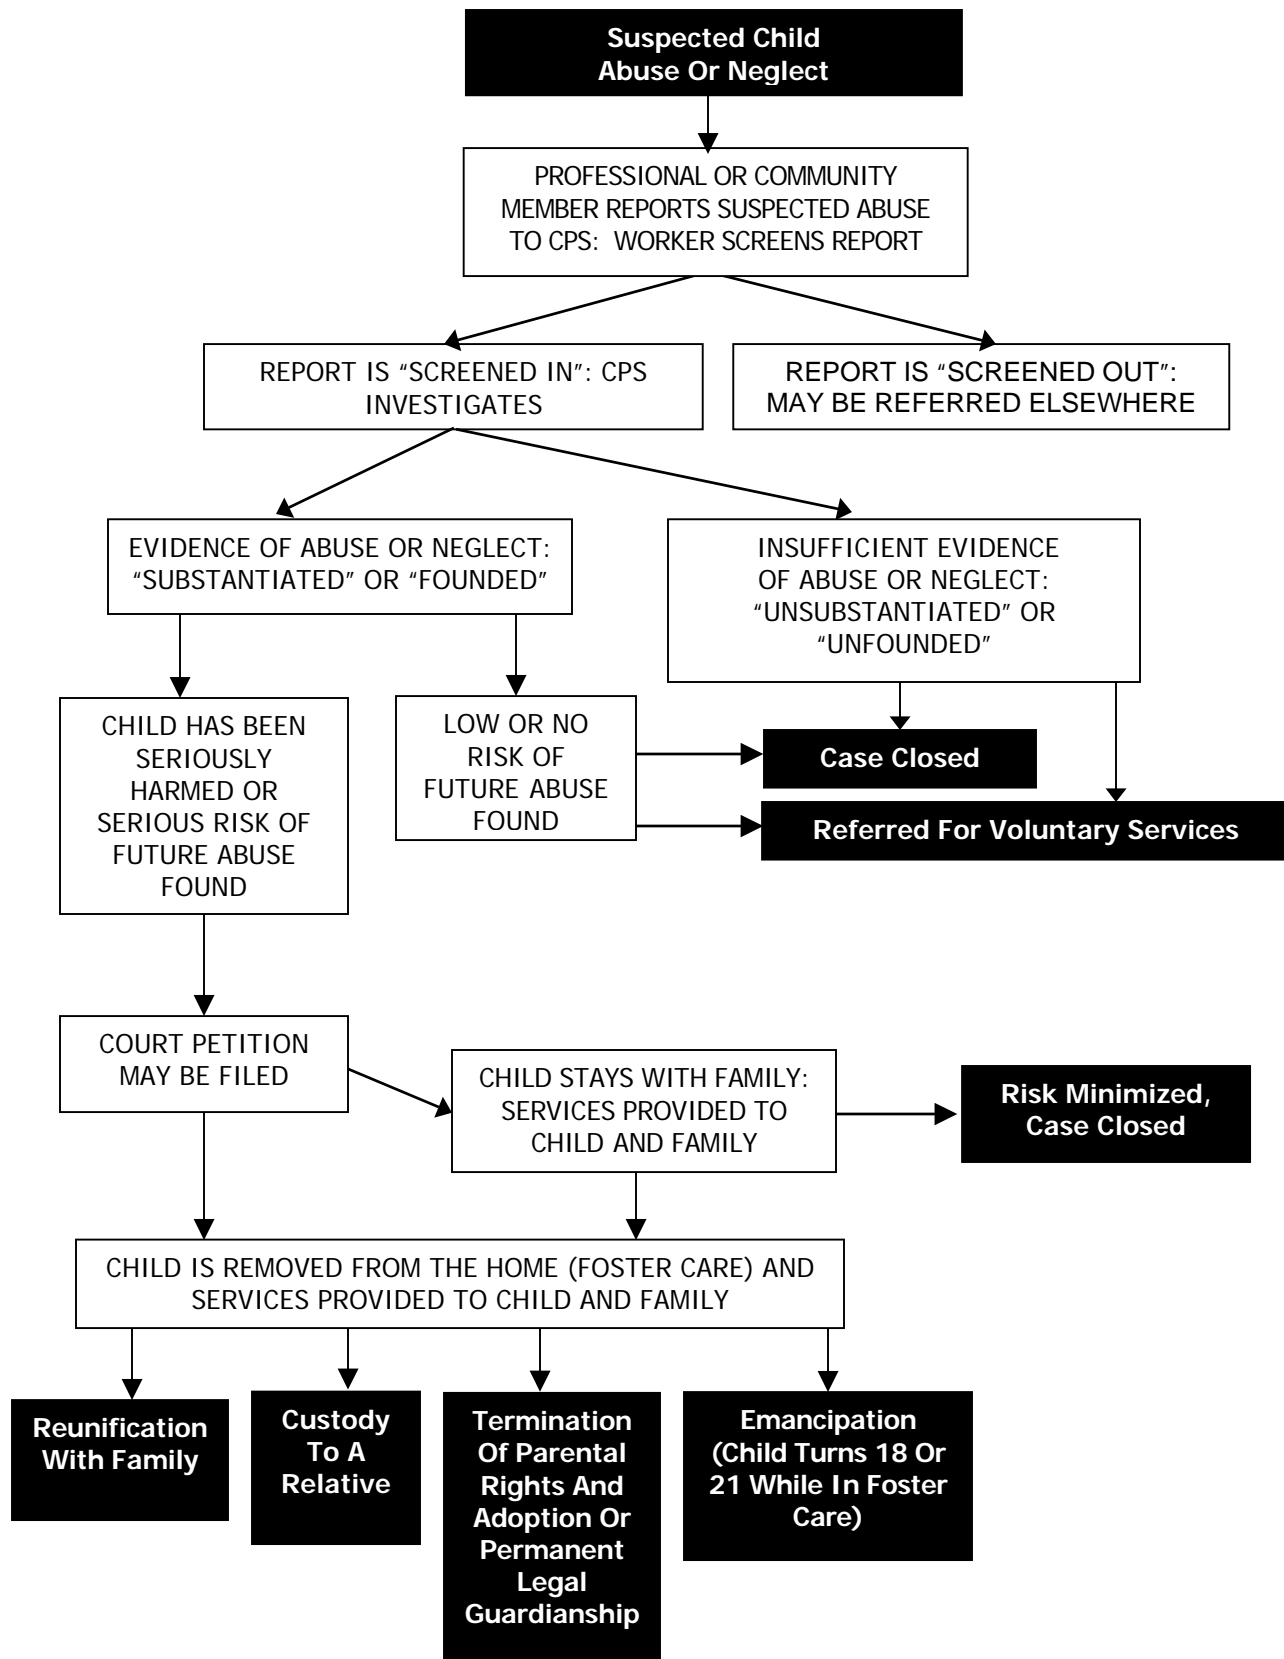 Suspected Child
Abuse Or Neglect
PROFESSIONAL OR COMMUNITY
MEMBER REPORTS SUSPECTED ABUSE
TO CPS: WORKER SCREENS REPORT
REPORT IS “SCREENED IN”: CPS
INVESTIGATES
REPORT IS “SCREENED OUT”:
MAY BE REFERRED ELSEWHERE
EVIDENCE OF ABUSE OR NEGLECT:
“SUBSTANTIATED” OR “FOUNDED”
INSUFFICIENT EVIDENCE
OF ABUSE OR NEGLECT:
“UNSUBSTANTIATED” OR
“UNFOUNDED”
CHILD HAS BEEN
SERIOUSLY
HARMED OR
SERIOUS RISK OF
FUTURE ABUSE
FOUND
LOW OR NO
RISK OF
FUTURE ABUSE
FOUND
Case Closed
Referred For Voluntary Services
COURT PETITION
MAY BE FILED
CHILD STAYS WITH FAMILY:
SERVICES PROVIDED TO
CHILD AND FAMILY
Risk Minimized,
Case Closed
CHILD IS REMOVED FROM THE HOME (FOSTER CARE) AND
SERVICES PROVIDED TO CHILD AND FAMILY
Reunification
With Family
Custody
To A
Relative
Termination
Of Parental
Rights And
Adoption Or
Permanent
Legal
Guardianship
Emancipation
(Child Turns 18 Or
21 While In Foster
Care)